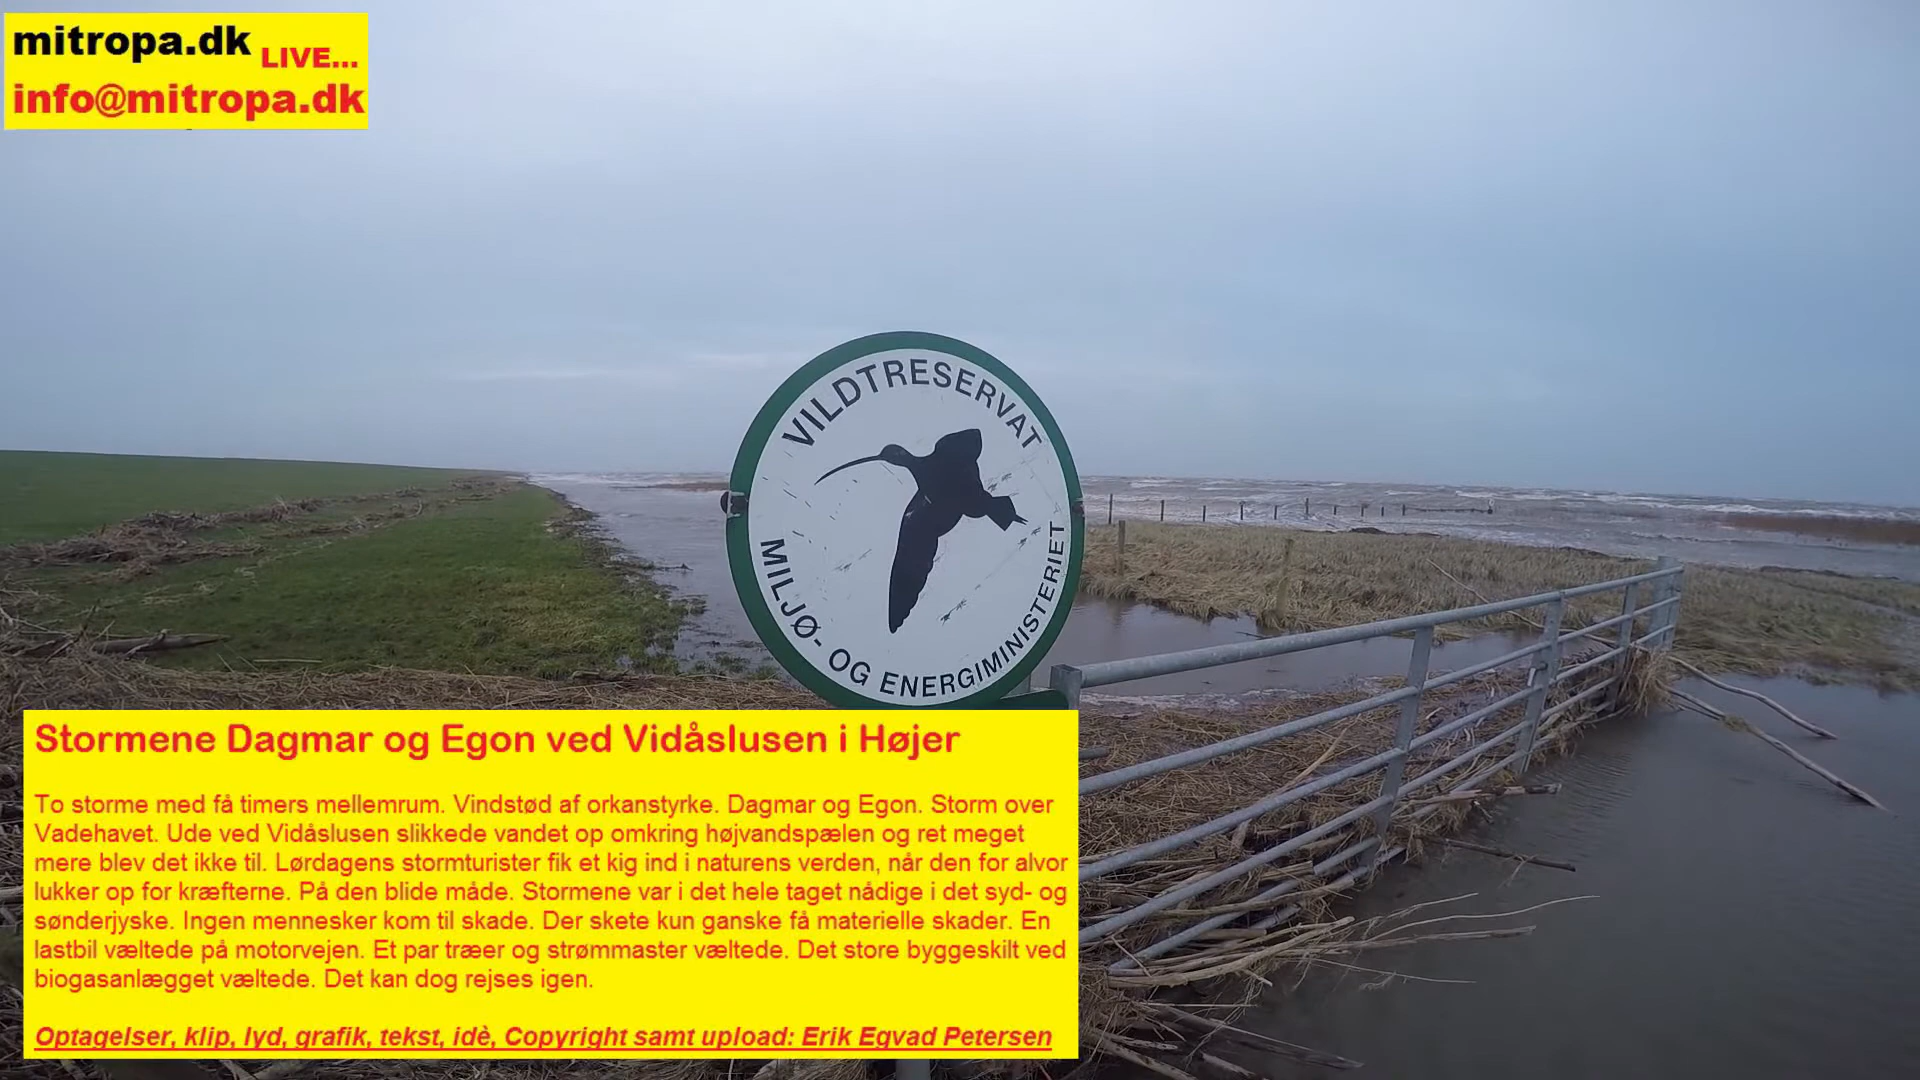 mitropa.dk LIVE...
info@mitropa.dk
VILDTRESERVAT
MILJØ- OG ENERGIMINISTERIET
Stormene Dagmar og Egon ved Vidåslusen i Højer
To storme med få timers mellemrum. Vindstød af orkanstyrke. Dagmar og Egon. Storm over
Vadehavet. Ude ved Vidåslusen slikkede vandet op omkring højvandspælen og ret meget
mere blev det ikke til. Lørdagens stormturister fik et kig ind i naturens verden, når den for alvor
lukker op for kræfterne. På den blide måde. Stormene var i det hele taget nådige i det syd- og
sønderjyske. Ingen mennesker kom til skade. Der skete kun ganske få materielle skader. En
lastbil væltede på motorvejen. Et par træer og strømmaster væltede. Det store byggeskilt ved
biogasanlægget væltede. Det kan dog rejses igen.
Optagelser, klip, lyd, grafik, tekst, idè, Copyright samt upload: Erik Egvad Petersen